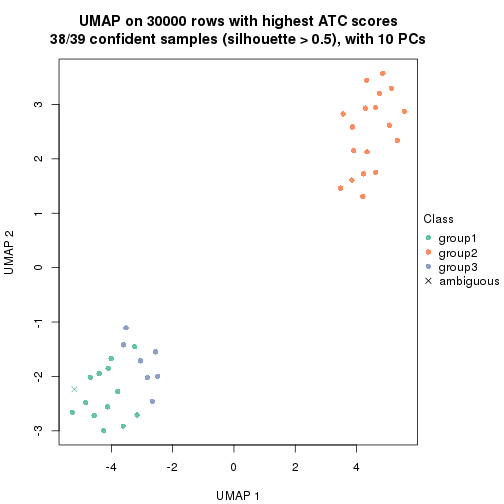 UMAP on 30000 rows with highest ATC scores
38/39 confident samples (silhouette > 0.5), with 10 PCs
3
2
1
0
-1
-2
-3
UMAP 2
-4
-2
0
2
4
UMAP 1
Class
group1
group2
group3
ambiguous